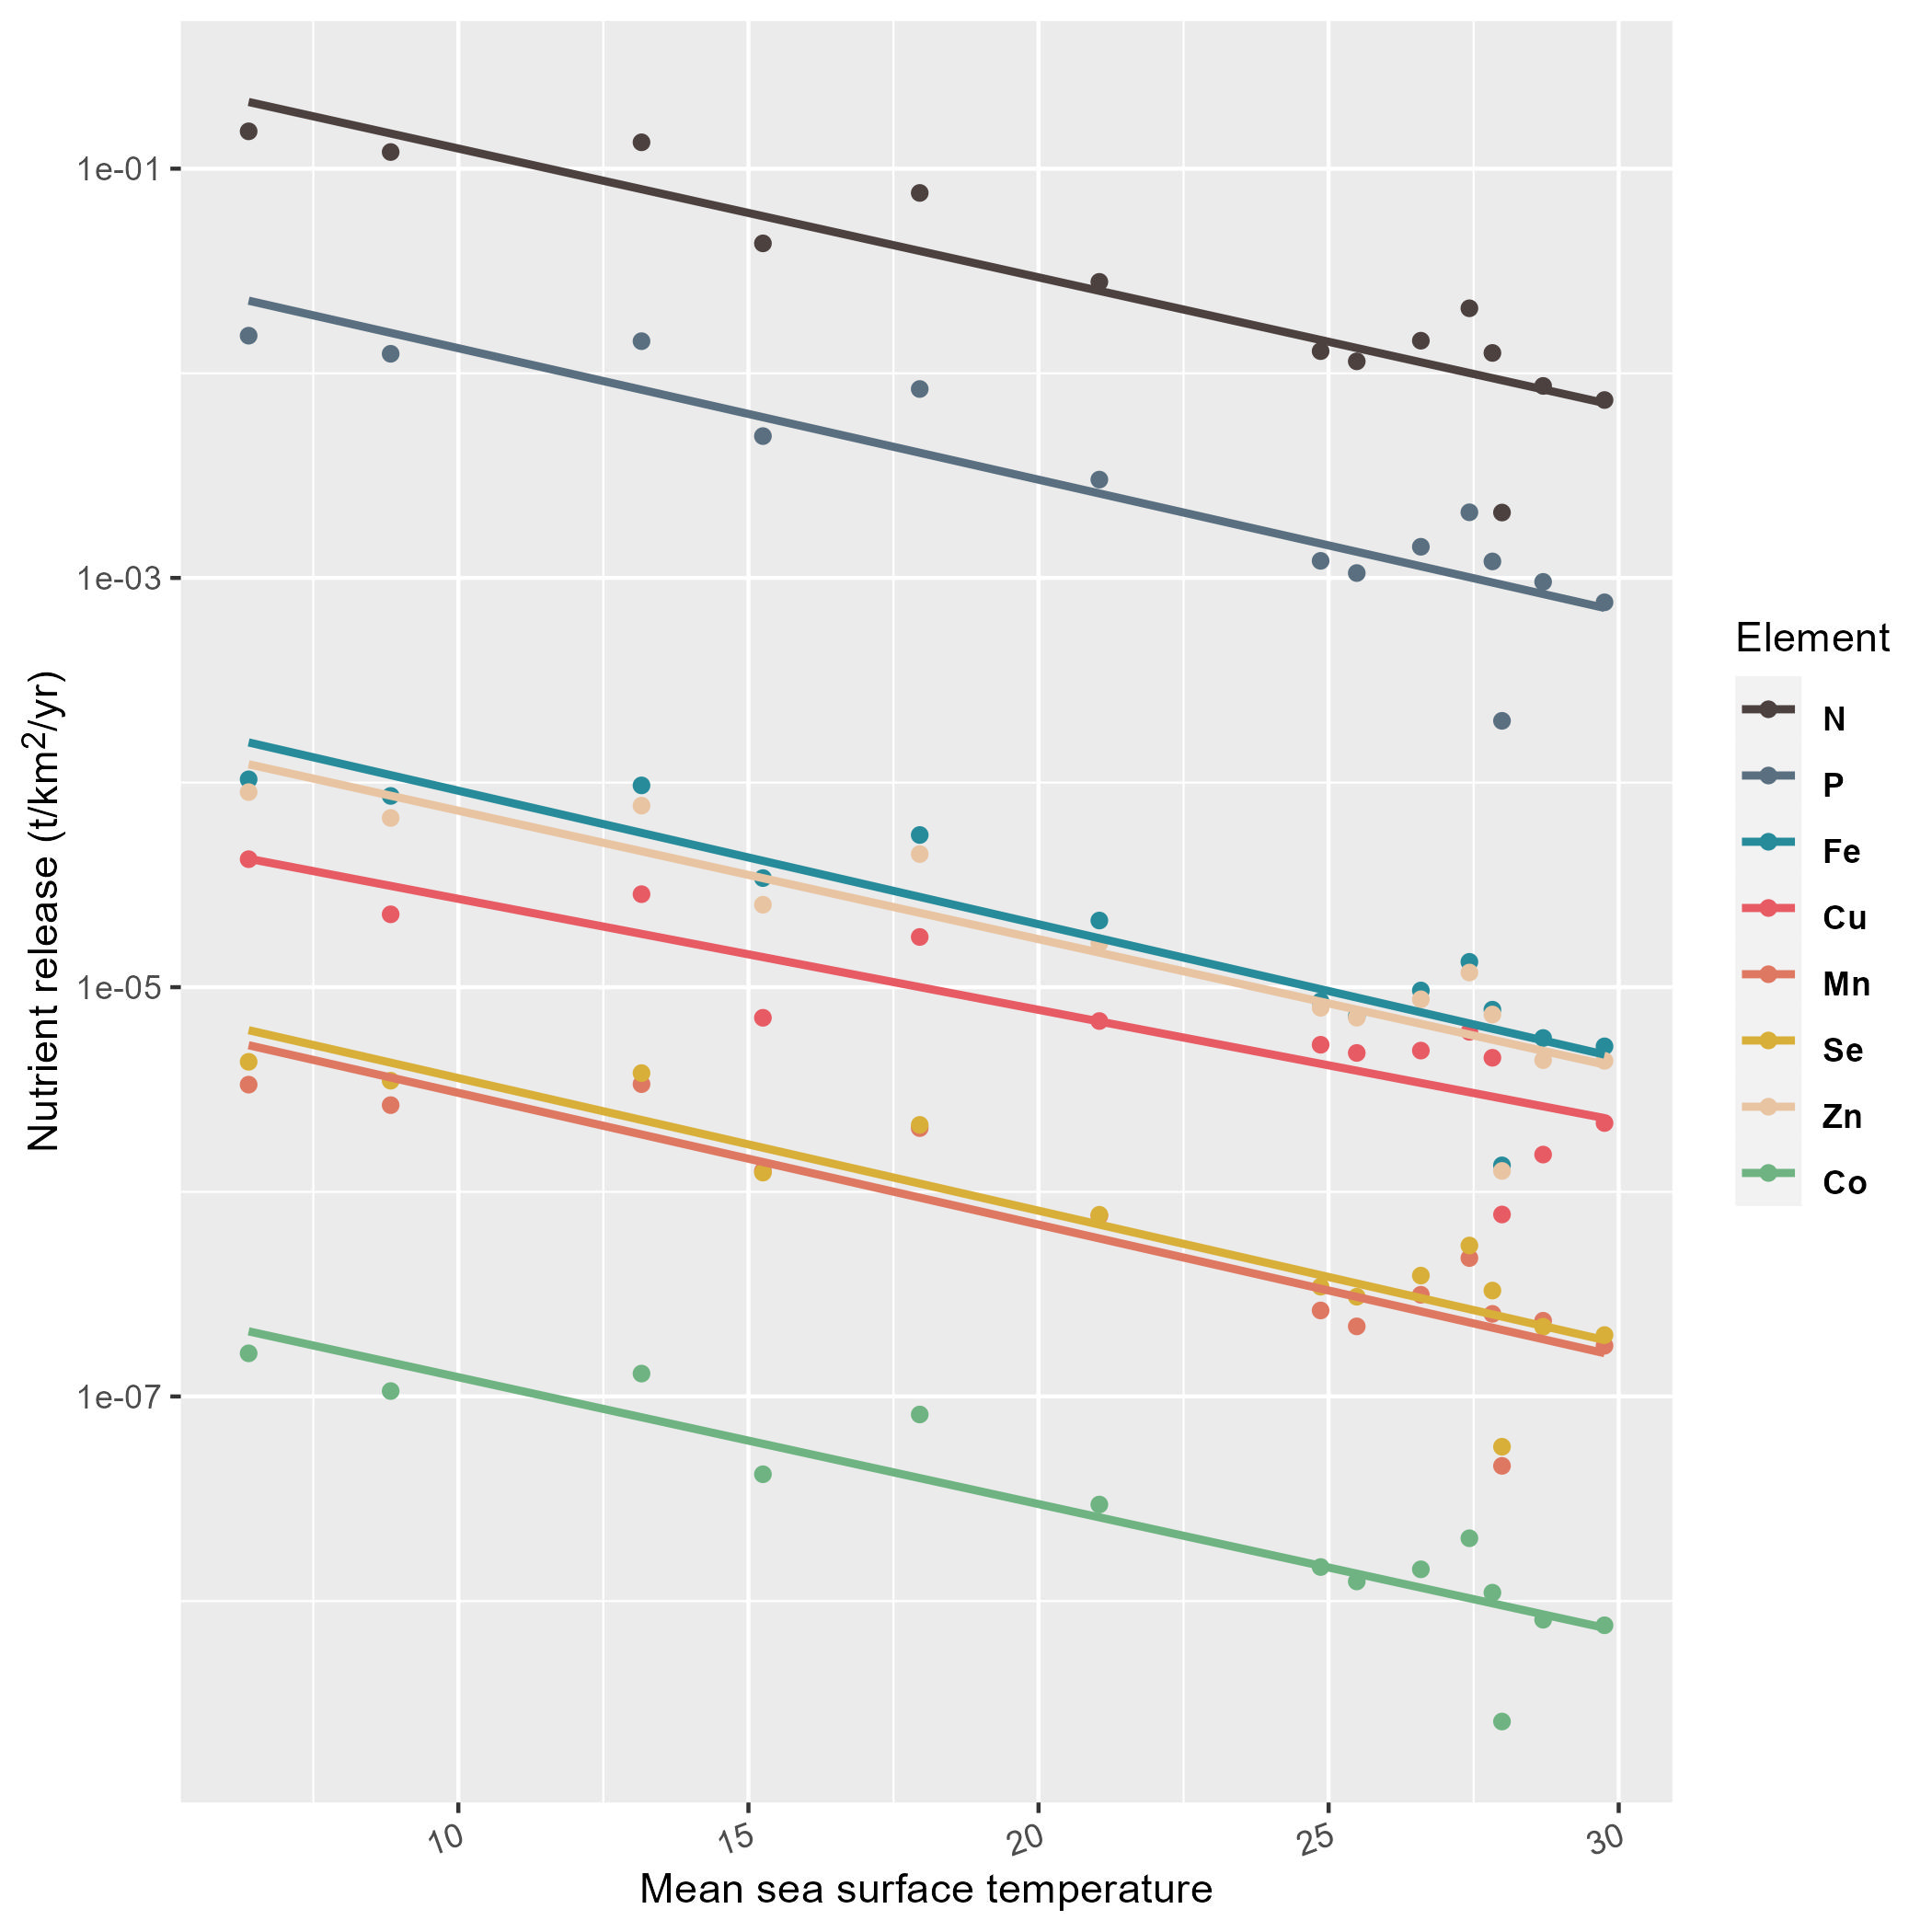 1e-01
1e-03
1e-05
1e-07
Nutrient release (t/km²/yr)
10
15
20
25
30
Mean sea surface temperature
Element
N
P
Fe
Cu
Mn
Se
Zn
Co